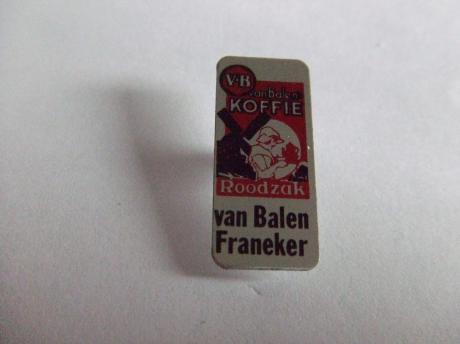 V·B
van Balen
KOFFIE
Roodzak
van Balen
Franeker